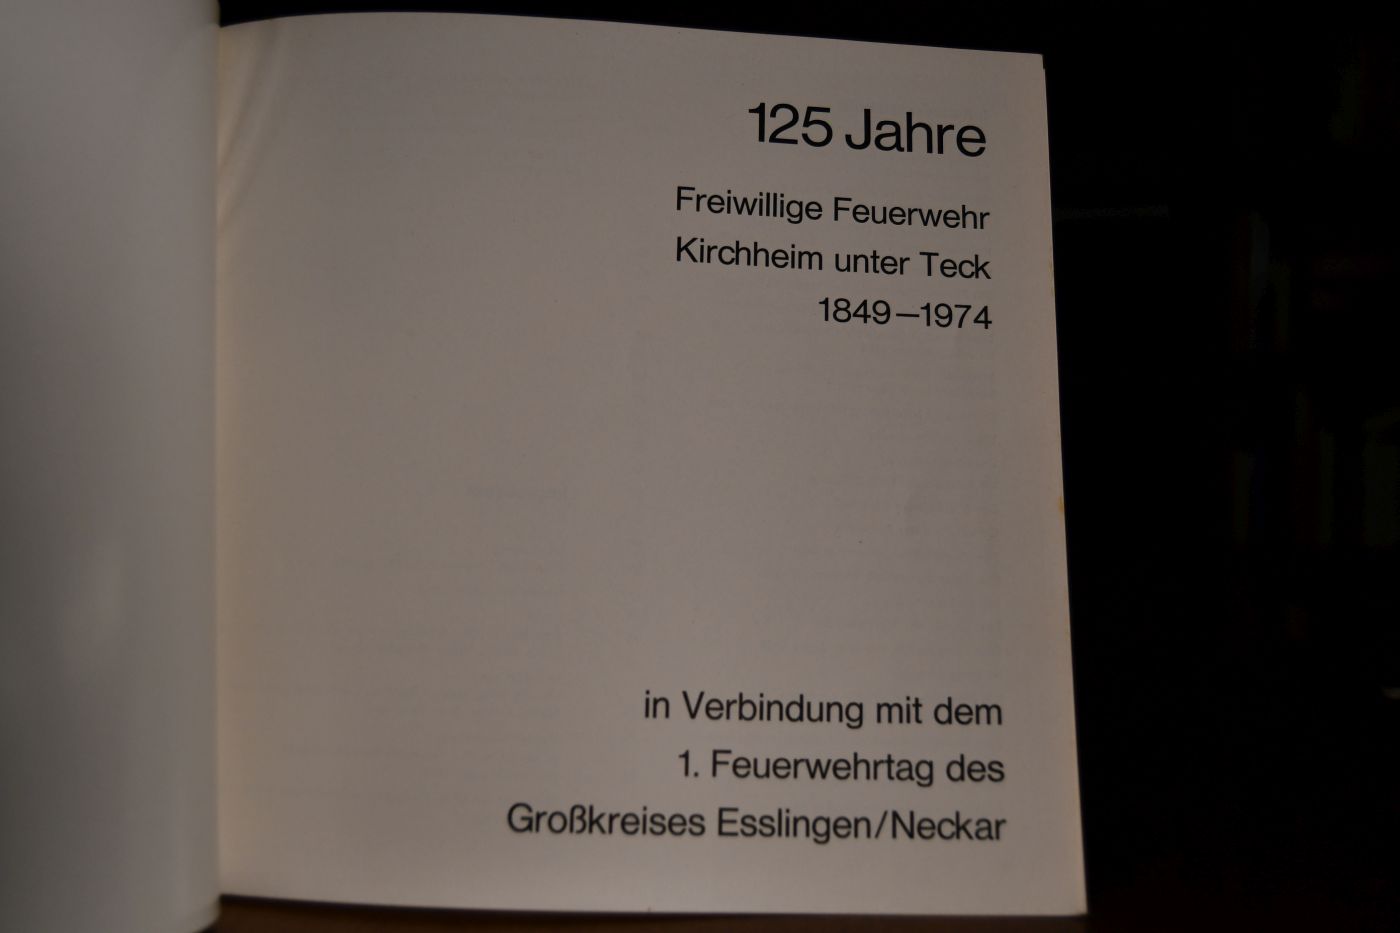 125 Jahre
Freiwillige Feuerwehr
Kirchheim unter Teck
1849–1974
in Verbindung mit dem
1. Feuerwehrtag des
Großkreises Esslingen/Neckar